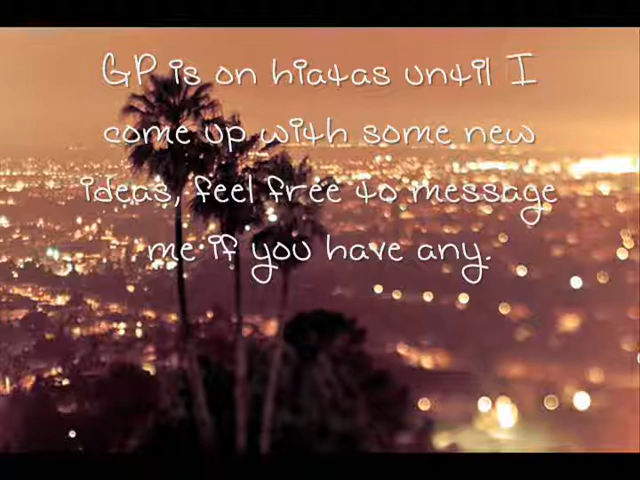 GP is on hiatas until I
come up with some new
ideas, feel free to message
me if you have any.